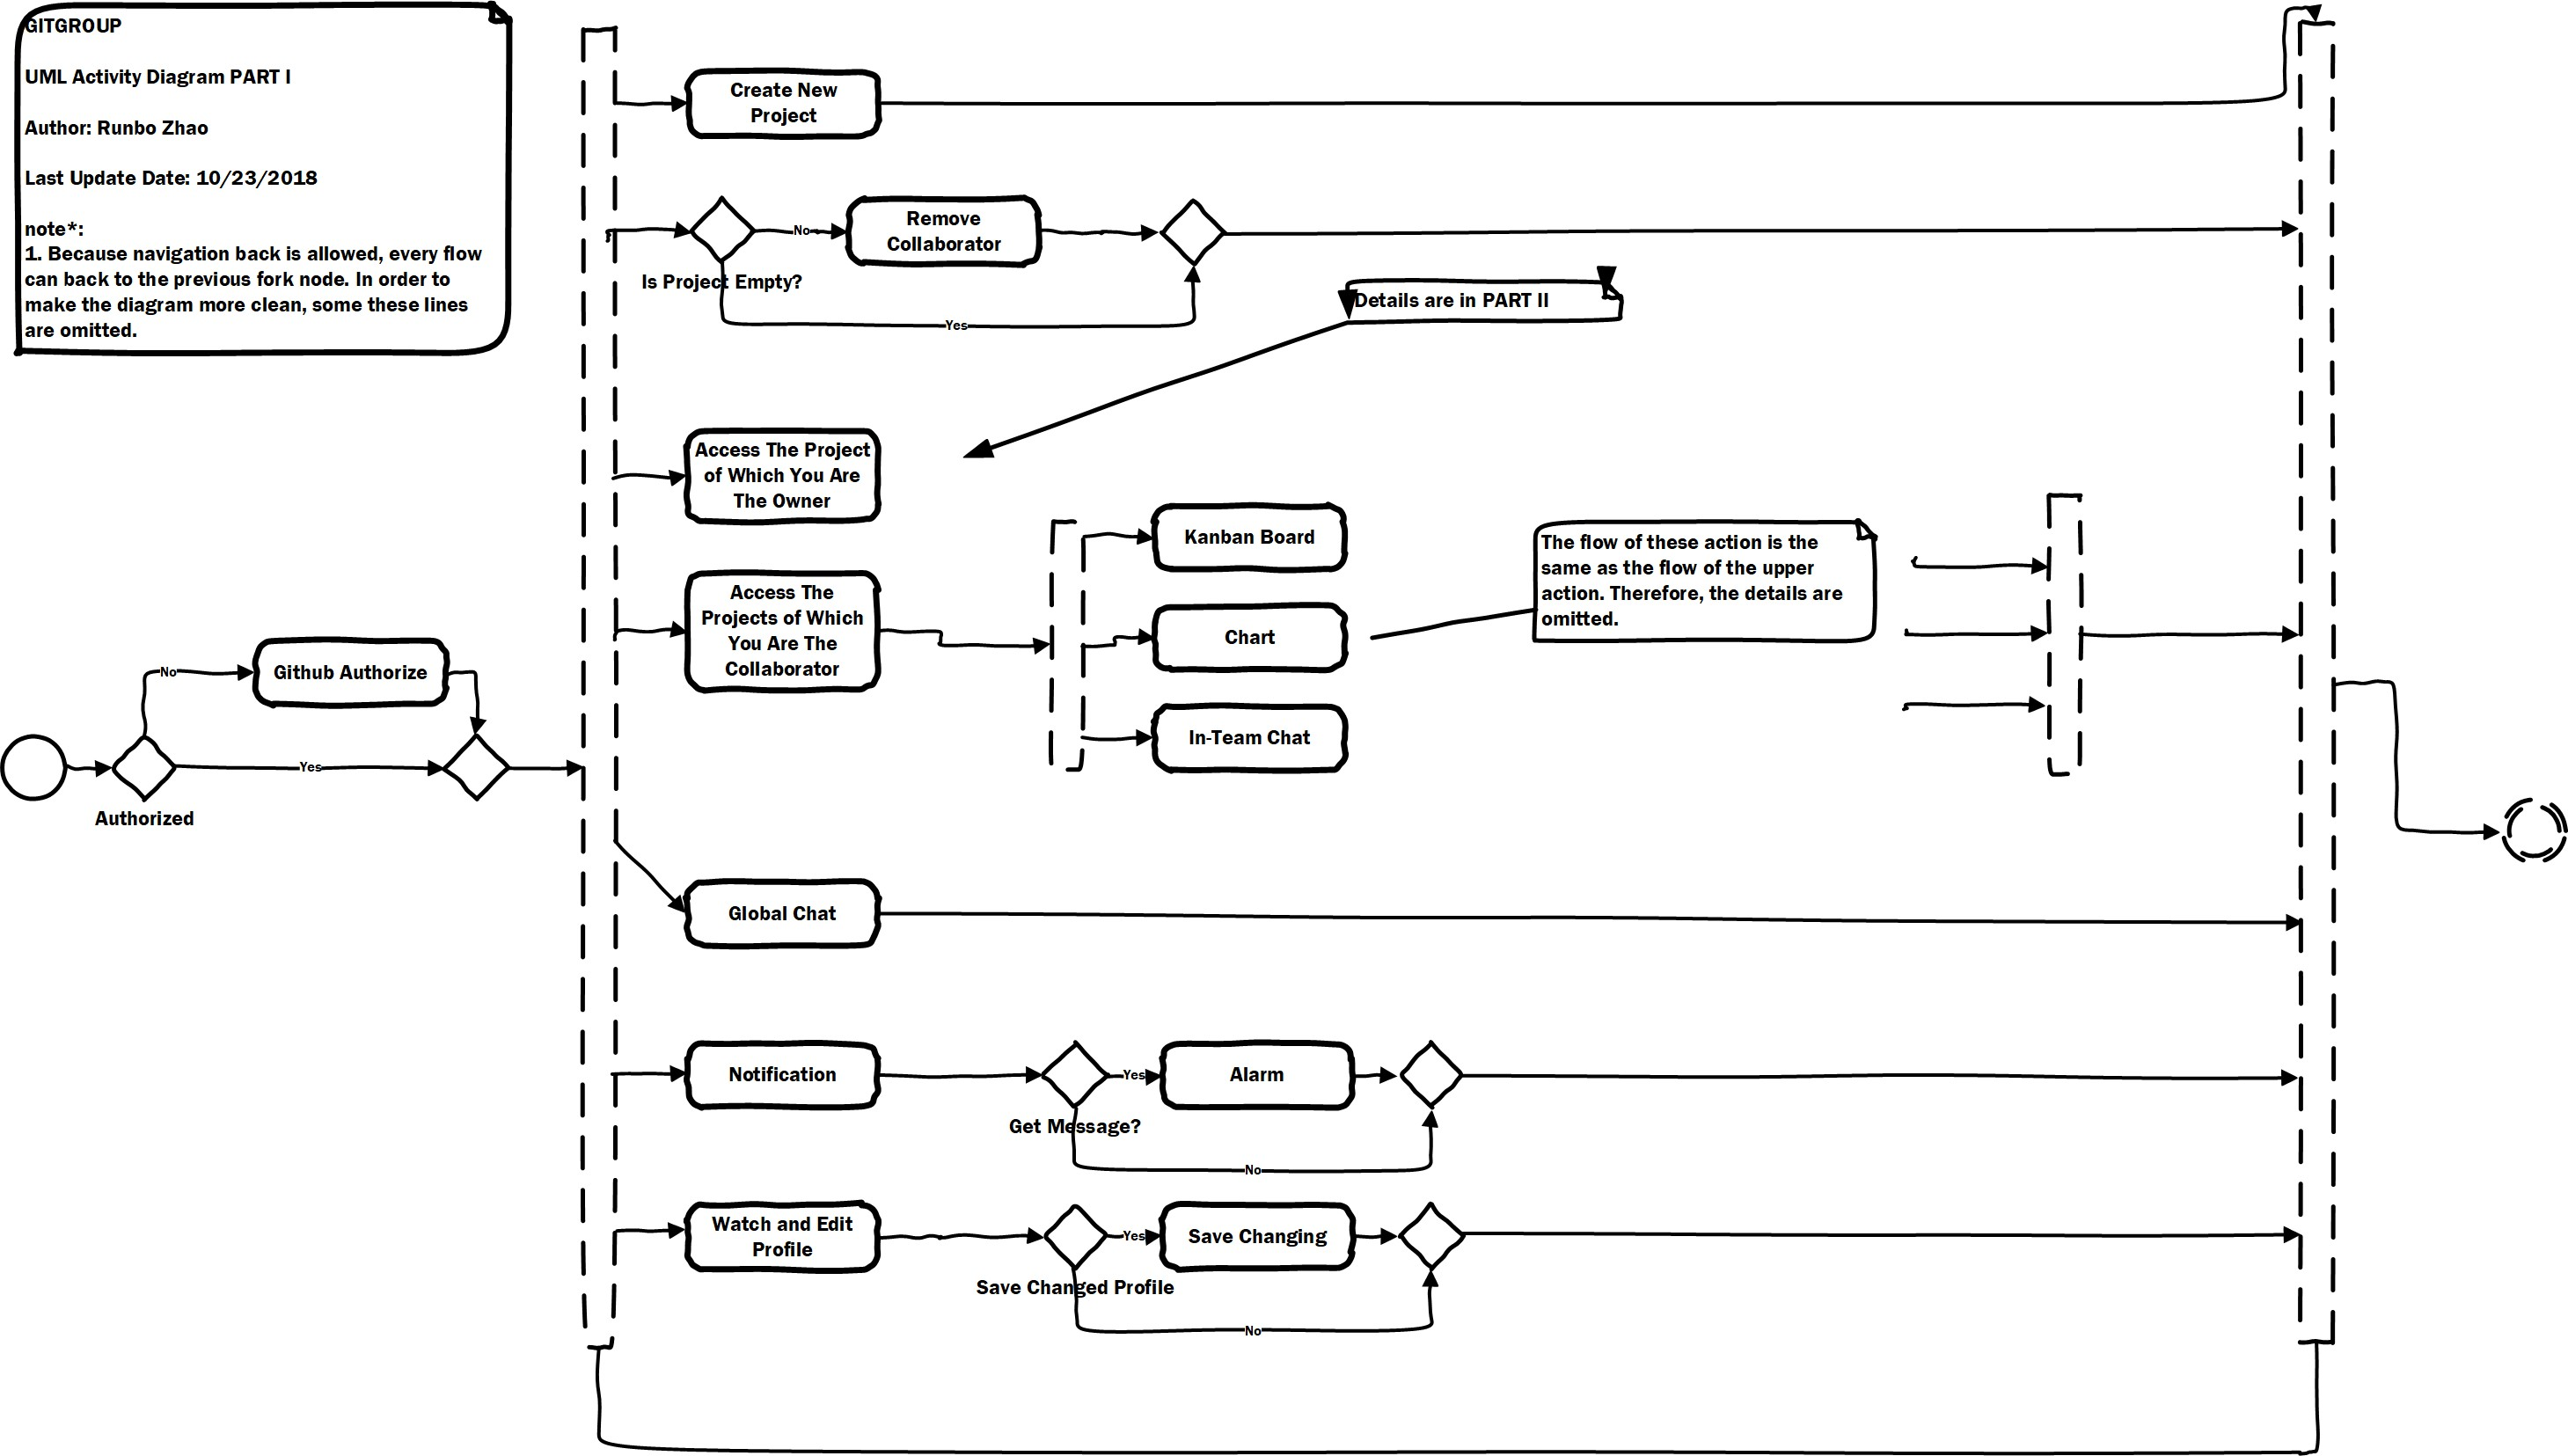 GITGROUP
UML Activity Diagram PART I
Author: Runbo Zhao
Last Update Date: 10/23/2018
note*:
1. Because navigation back is allowed, every flow
can back to the previous fork node. In order to
make the diagram more clean, some these lines
are omitted.
Create New
Project
No
Remove
Collaborator
Is Project Empty?
Yes
Details are in PART II
Access The Project
of Which You Are
The Owner
Kanban Board
The flow of these action is the
same as the flow of the upper
action. Therefore, the details are
omitted.
Access The
Projects of Which
You Are The
Collaborator
Chart
In-Team Chat
No
Github Authorize
Yes
Authorized
Global Chat
Notification
Yes
Alarm
Get Message?
No
Watch and Edit
Profile
Yes
Save Changing
Save Changed Profile
No